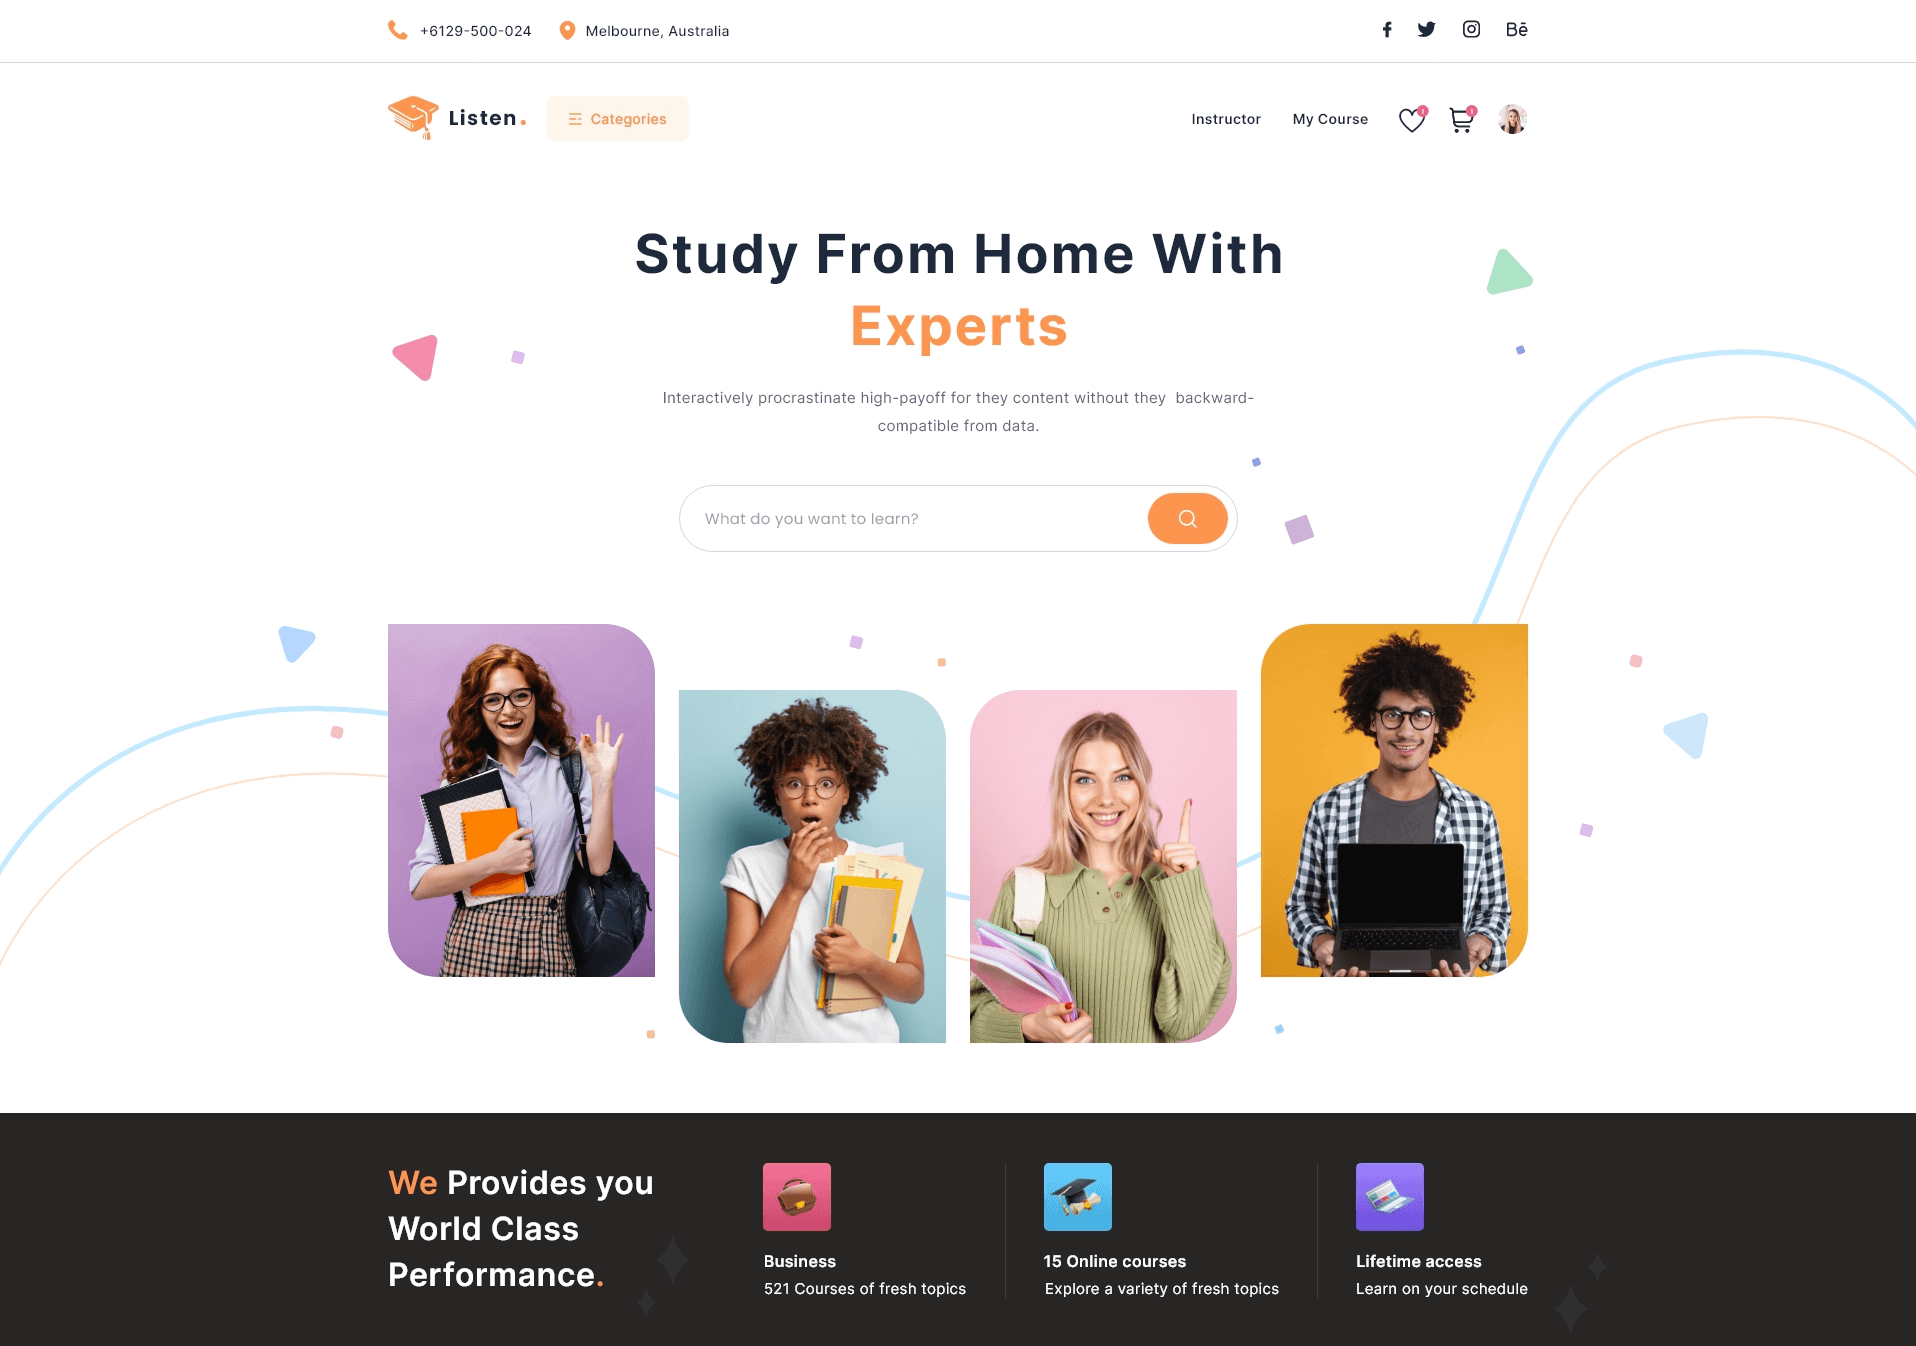 +6129-500-024
Melbourne, Australia
Bē
Listen.
Categories
Instructor
My Course
1
1
Study From Home With
Experts
Interactively procrastinate high-payoff for they content without they backward-
compatible from data.
What do you want to learn?
We Provides you
World Class
Performance.
Business
521 Courses of fresh topics
15 Online courses
Explore a variety of fresh topics
Lifetime access
Learn on your schedule